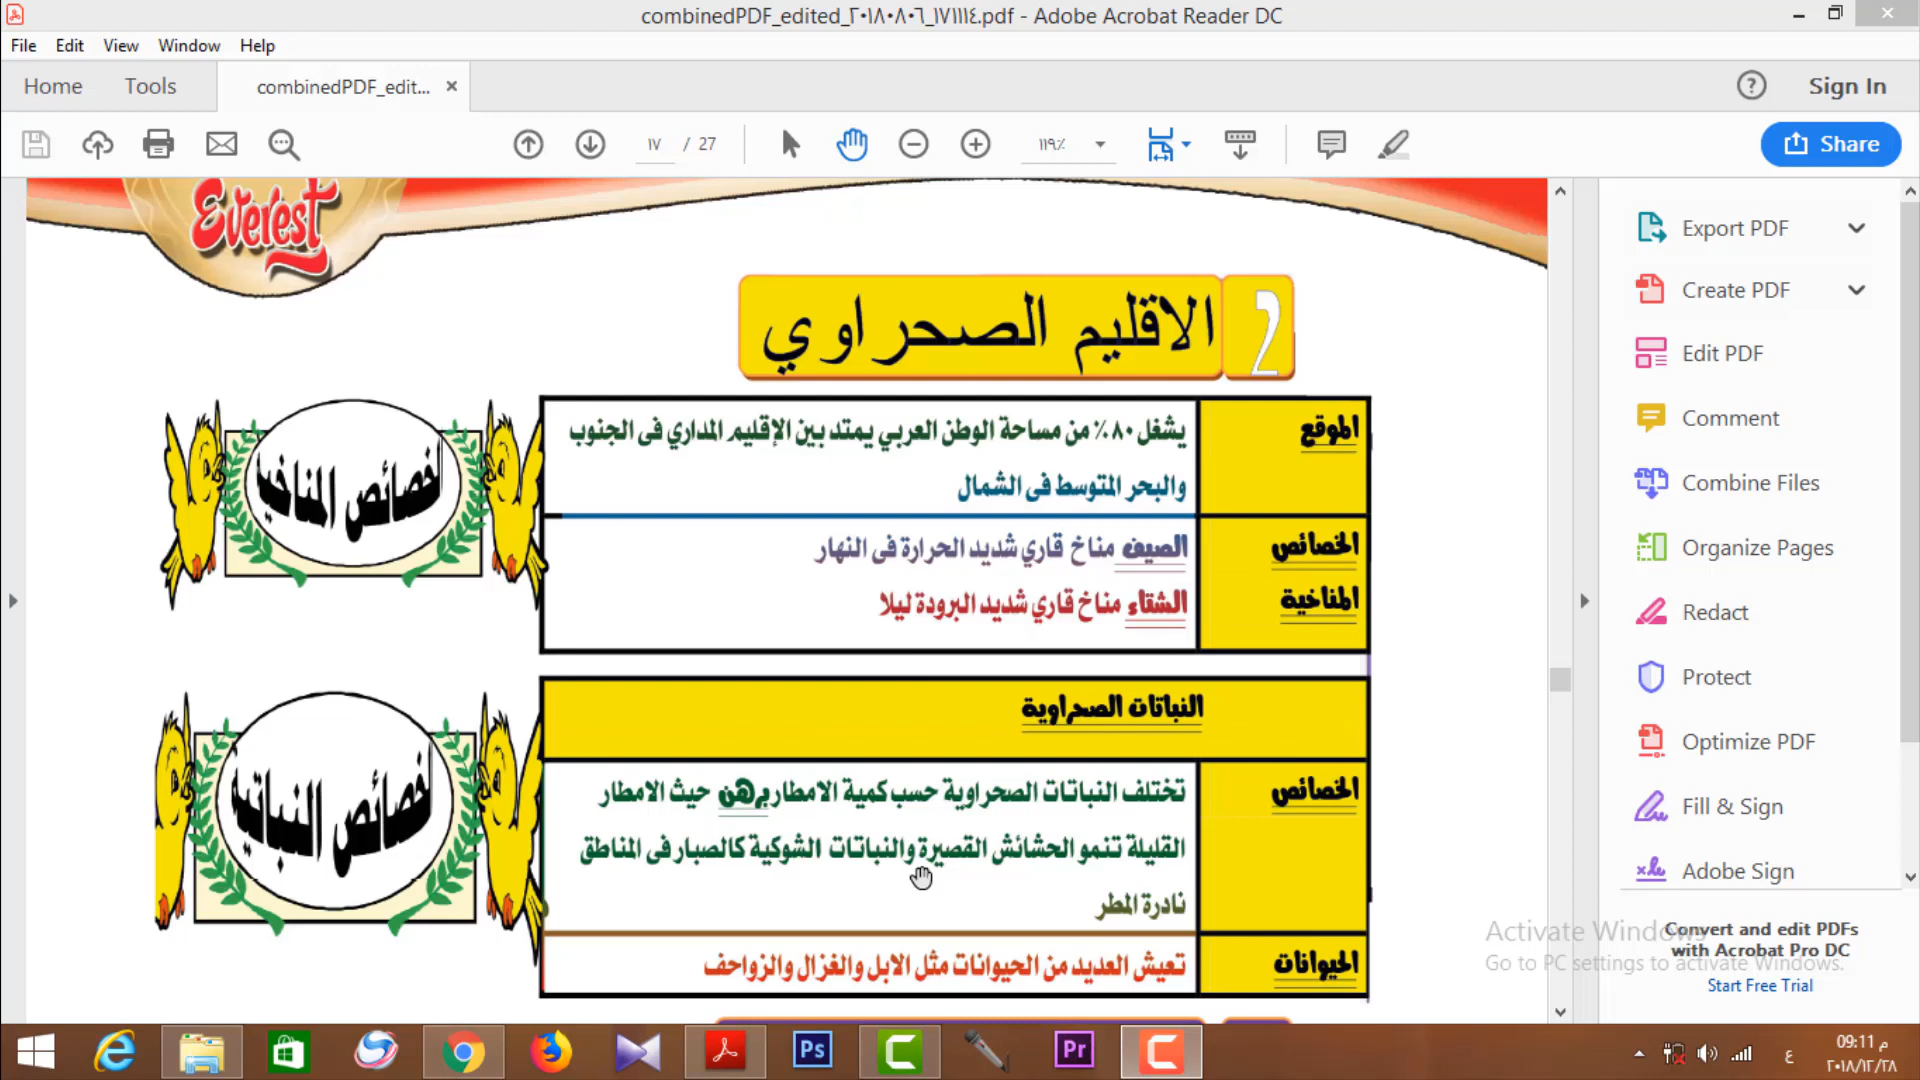 combinedPDF_edited_٢٠١٨٠٨٠٦_١٧١١١٤.pdf - Adobe Acrobat Reader DC
File Edit View Window Help
Home Tools combinedPDF_edit... Sign In
١٧ / 27 ١١٩٪ Share
Everest
2 الاقليم الصحراوي
الموقع
يشغل ٨٠٪ من مساحة الوطن العربي يمتد بين الإقليم المداري فى الجنوب
والبحر المتوسط فى الشمال
الخصائص المناخية
الخصائص
المناخية
الصيف مناخ قاري شديد الحرارة فى النهار
الشتاء مناخ قاري شديد البرودة ليلا
النباتات الصحراوية
الخصائص النباتية
الخصائص
تختلف النباتات الصحراوية حسب كمية الامطار برهن حيث الامطار
القليلة تنمو الحشائش القصيرة والنباتات الشوكية كالصبار فى المناطق
نادرة المطر
الحيوانات
تعيش العديد من الحيوانات مثل الابل والغزال والزواحف
Export PDF
Create PDF
Edit PDF
Comment
Combine Files
Organize Pages
Redact
Protect
Optimize PDF
Fill & Sign
Adobe Sign
Convert and edit PDFs
with Acrobat Pro DC
Start Free Trial
Activate Windows
Go to PC settings to activate Windows.
Ps Pr ع
09:11 م
٢٠١٨/١٢/٢٨